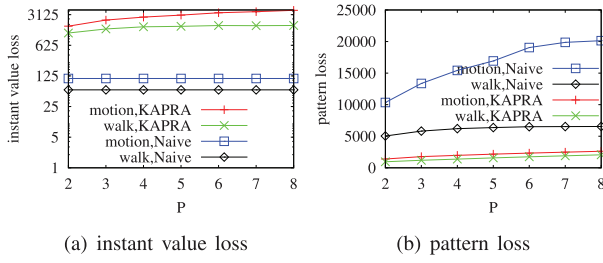 instant value loss
3125
625
125
25
5
1
motion,KAPRA
walk,KAPRA
motion,Naive
walk,Naive
2 3 4 5 6 7 8
P
(a) instant value loss
pattern loss
25000
20000
15000
10000
5000
0
motion,Naive
walk,Naive
motion,KAPRA
walk,KAPRA
2 3 4 5 6 7 8
P
(b) pattern loss